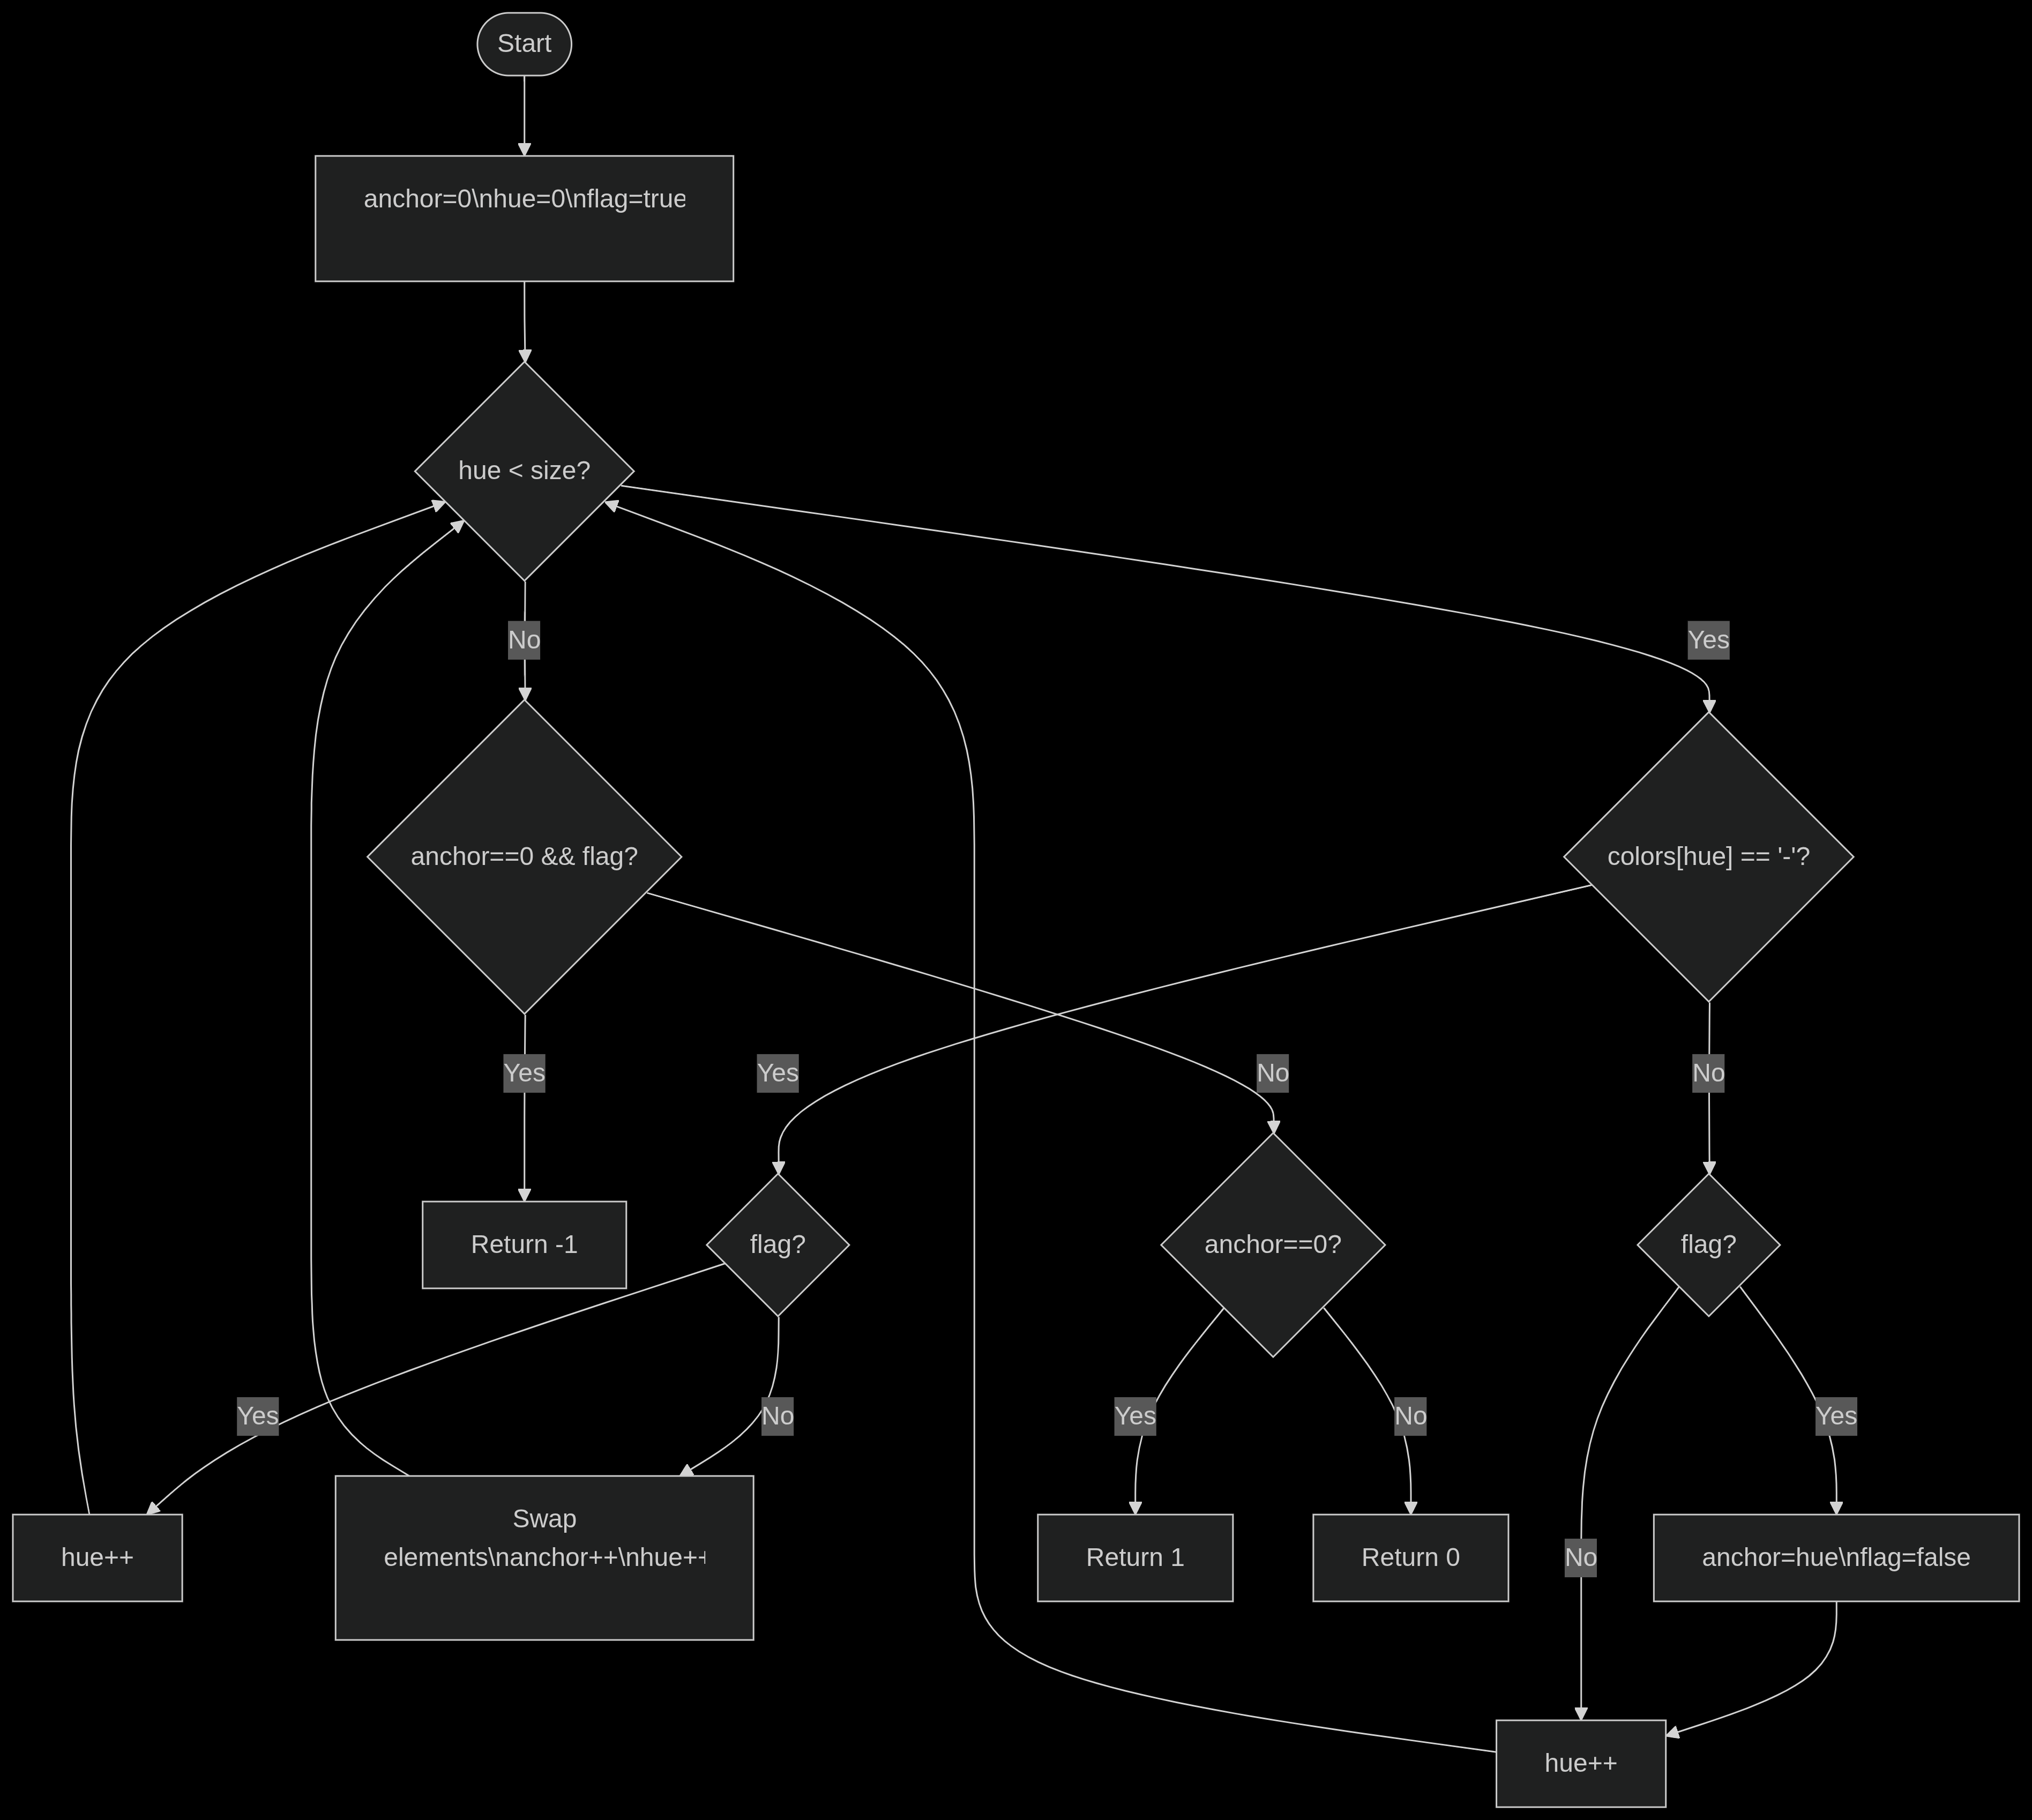 Start
anchor=0\nhue=0\nflag=true
hue < size?
No
Yes
anchor==0 && flag?
colors[hue] == '-'?
Yes
Yes
No
No
Return -1
flag?
anchor==0?
flag?
Yes
No
Yes
No
Yes
hue++
Swap
elements\nanchor++\nhue++
Return 1
Return 0
No
anchor=hue\nflag=false
hue++